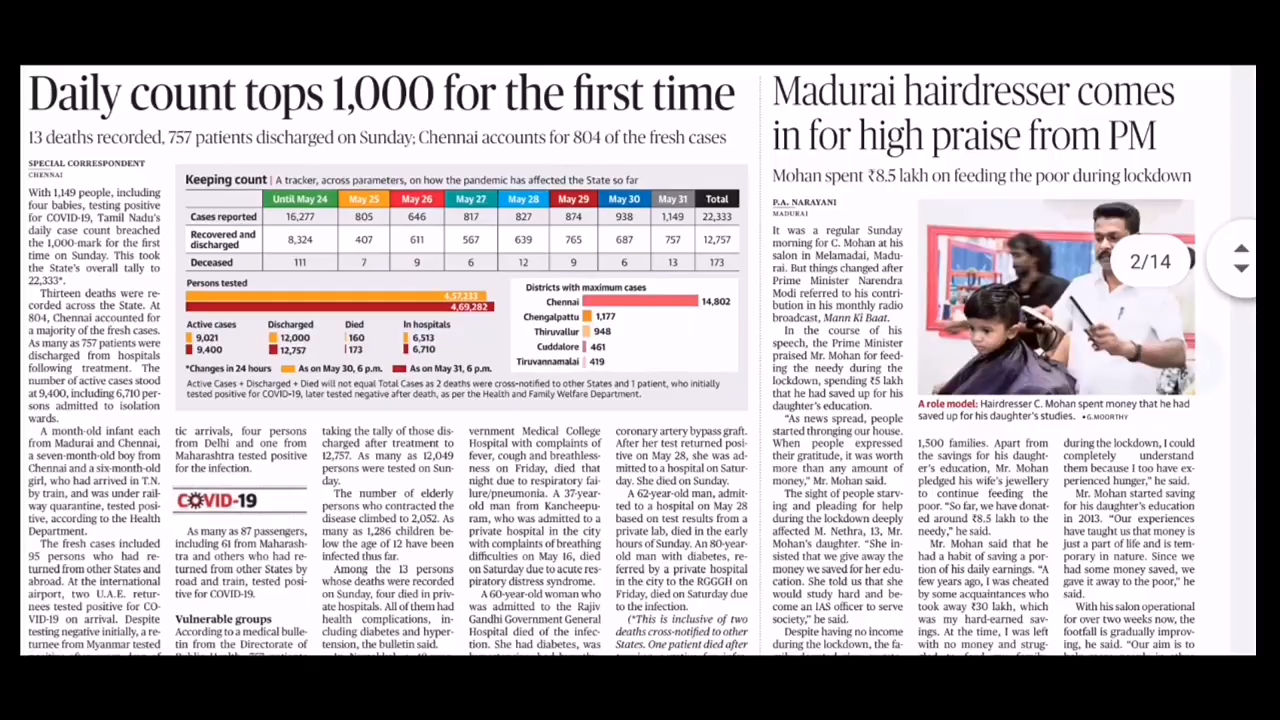 Daily count tops 1,000 for the first time
13 deaths recorded, 757 patients discharged on Sunday; Chennai accounts for 804 of the fresh cases
SPECIAL CORRESPONDENT
CHENNAI
With 1,149 people, including
four babies, testing positive
for COVID-19, Tamil Nadu's
daily case count breached
the 1,000-mark for the first
time on Sunday. This took
the State's overall tally to
22,333*.
Thirteen deaths were re-
corded across the State. At
804, Chennai accounted for
a majority of the fresh cases.
As many as 757 patients were
discharged from hospitals
following treatment. The
number of active cases stood
at 9,400, including 6,710 per-
sons admitted to isolation
wards.
A month-old infant each
from Madurai and Chennai,
a seven-month-old boy from
Chennai and a six-month-old
girl, who had arrived in T.N.
by train, and was under rail-
way quarantine, tested posi-
tive, according to the Health
Department.
The fresh cases included
95 persons who had re-
turned from other States and
abroad. At the international
airport, two U.A.E. retur-
nees tested positive for CO-
VID-19 on arrival. Despite
testing negative initially, a re-
turnee from Myanmar tested
Keeping count | A tracker, across parameters, on how the pandemic has affected the State so far
Until May 24 May 25 May 26 May 27 May 28 May 29 May 30 May 31 Total
Cases reported 16,277 805 646 817 827 874 938 1,149 22,333
Recovered and discharged 8,324 407 611 567 639 765 687 757 12,757
Deceased 111 7 9 6 12 9 6 13 173
Persons tested
4,57,233
4,69,282
Active cases Discharged Died In hospitals
9,021 12,000 160 6,513
9,400 12,757 173 6,710
*Changes in 24 hours As on May 30, 6 p.m. As on May 31, 6 p.m.
Districts with maximum cases
Chennai 14,802
Chengalpattu 1,177
Thiruvallur 948
Cuddalore 461
Tiruvannamalai 419
Active Cases + Discharged + Died will not equal Total Cases as 2 deaths were cross-notified to other States and 1 patient, who initially
tested positive for COVID-19, later tested negative after death, as per the Health and Family Welfare Department.
tic arrivals, four persons
from Delhi and one from
Maharashtra tested positive
for the infection.
COVID-19
As many as 87 passengers,
including 61 from Maharash-
tra and others who had re-
turned from other States by
road and train, tested posi-
tive for COVID-19.
Vulnerable groups
According to a medical bulle-
tin from the Directorate of
taking the tally of those dis-
charged after treatment to
12,757. As many as 12,049
persons were tested on Sun-
day.
The number of elderly
persons who contracted the
disease climbed to 2,052. As
many as 1,286 children be-
low the age of 12 have been
infected thus far.
Among the 13 persons
whose deaths were recorded
on Sunday, four died in priv-
ate hospitals. All of them had
health complications, in-
cluding diabetes and hyper-
tension, the bulletin said.
vernment Medical College
Hospital with complaints of
fever, cough and breathless-
ness on Friday, died that
night due to respiratory fai-
lure/pneumonia. A 37-year-
old man from Kancheepu-
ram, who was admitted to a
private hospital in the city
with complaints of breathing
difficulties on May 16, died
on Saturday due to acute res-
piratory distress syndrome.
A 60-year-old woman who
was admitted to the Rajiv
Gandhi Government General
Hospital died of the infec-
tion. She had diabetes, was
coronary artery bypass graft.
After her test returned posi-
tive on May 28, she was ad-
mitted to a hospital on Satur-
day. She died on Sunday.
A 62-year-old man, admit-
ted to a hospital on May 28
based on test results from a
private lab, died in the early
hours of Sunday. An 80-year-
old man with diabetes, re-
ferred by a private hospital
in the city to the RGGGH on
Friday, died on Saturday due
to the infection.
(*This is inclusive of two
deaths cross-notified to other
States. One patient died after
Madurai hairdresser comes
in for high praise from PM
Mohan spent ₹8.5 lakh on feeding the poor during lockdown
P.A. NARAYANI
MADURAI
It was a regular Sunday
morning for C. Mohan at his
salon in Melamadai, Madu-
rai. But things changed after
Prime Minister Narendra
Modi referred to his contri-
bution in his monthly radio
broadcast, Mann Ki Baat.
In the course of his
speech, the Prime Minister
praised Mr. Mohan for feed-
ing the needy during the
lockdown, spending ₹5 lakh
that he had saved up for his
daughter's education.
"As news spread, people
started thronging our house.
When people expressed
their gratitude, it was worth
more than any amount of
money," Mr. Mohan said.
The sight of people starv-
ing and pleading for help
during the lockdown deeply
affected M. Nethra, 13, Mr.
Mohan's daughter. "She in-
sisted that we give away the
money we saved for her edu-
cation. She told us that she
would study hard and be-
come an IAS officer to serve
society," he said.
Despite having no income
during the lockdown, the fa-
2/14
A role model: Hairdresser C. Mohan spent money that he had
saved up for his daughter's studies. • G.MOORTHY
1,500 families. Apart from
the savings for his daught-
er's education, Mr. Mohan
pledged his wife's jewellery
to continue feeding the
poor. "So far, we have donat-
ed around ₹8.5 lakh to the
needy," he said.
Mr. Mohan said that he
had a habit of saving a por-
tion of his daily earnings. "A
few years ago, I was cheated
by some acquaintances who
took away ₹30 lakh, which
was my hard-earned sav-
ings. At the time, I was left
with no money and strug-
during the lockdown, I could
completely understand
them because I too have ex-
perienced hunger," he said.
Mr. Mohan started saving
for his daughter's education
in 2013. "Our experiences
have taught us that money is
just a part of life and is tem-
porary in nature. Since we
had some money saved, we
gave it away to the poor," he
said.
With his salon operational
for over two weeks now, the
footfall is gradually improv-
ing, he said. "Our aim is to